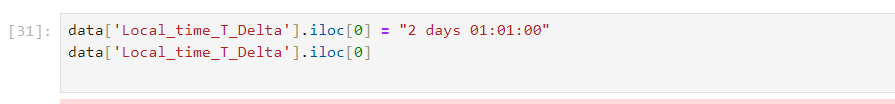 [31]: data['Local_time_T_Delta'].iloc[0] = "2 days 01:01:00"
data['Local_time_T_Delta'].iloc[0]